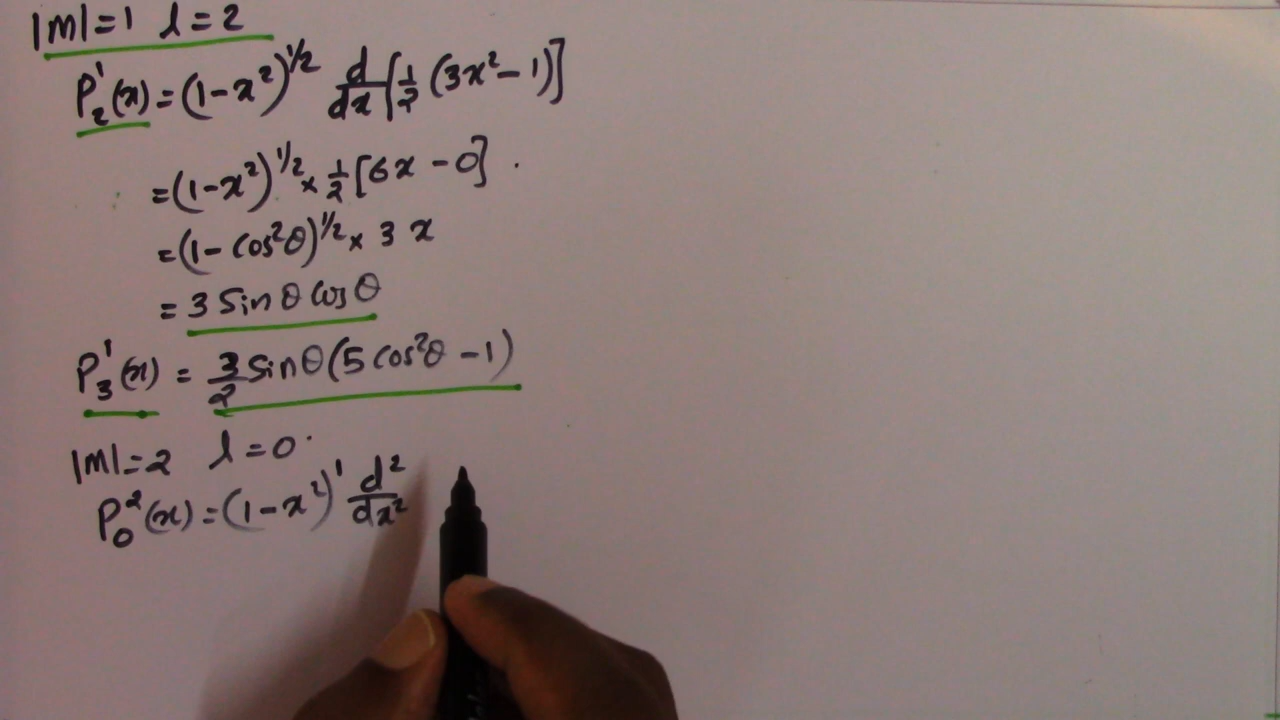 |m|=1 l=2
P₂¹(x) = (1-x²)^1/2 d/dx [1/2 (3x²-1)]
=(1-x²)^1/2 × 1/2 [6x - 0].
=(1-cos²θ)^1/2 × 3x
= 3 Sinθ Cosθ
P₃¹(x) = 3/2 Sinθ(5 Cos²θ -1)
|m|=2 l=0
P₀²(x) = (1-x²)¹ d²/dx²